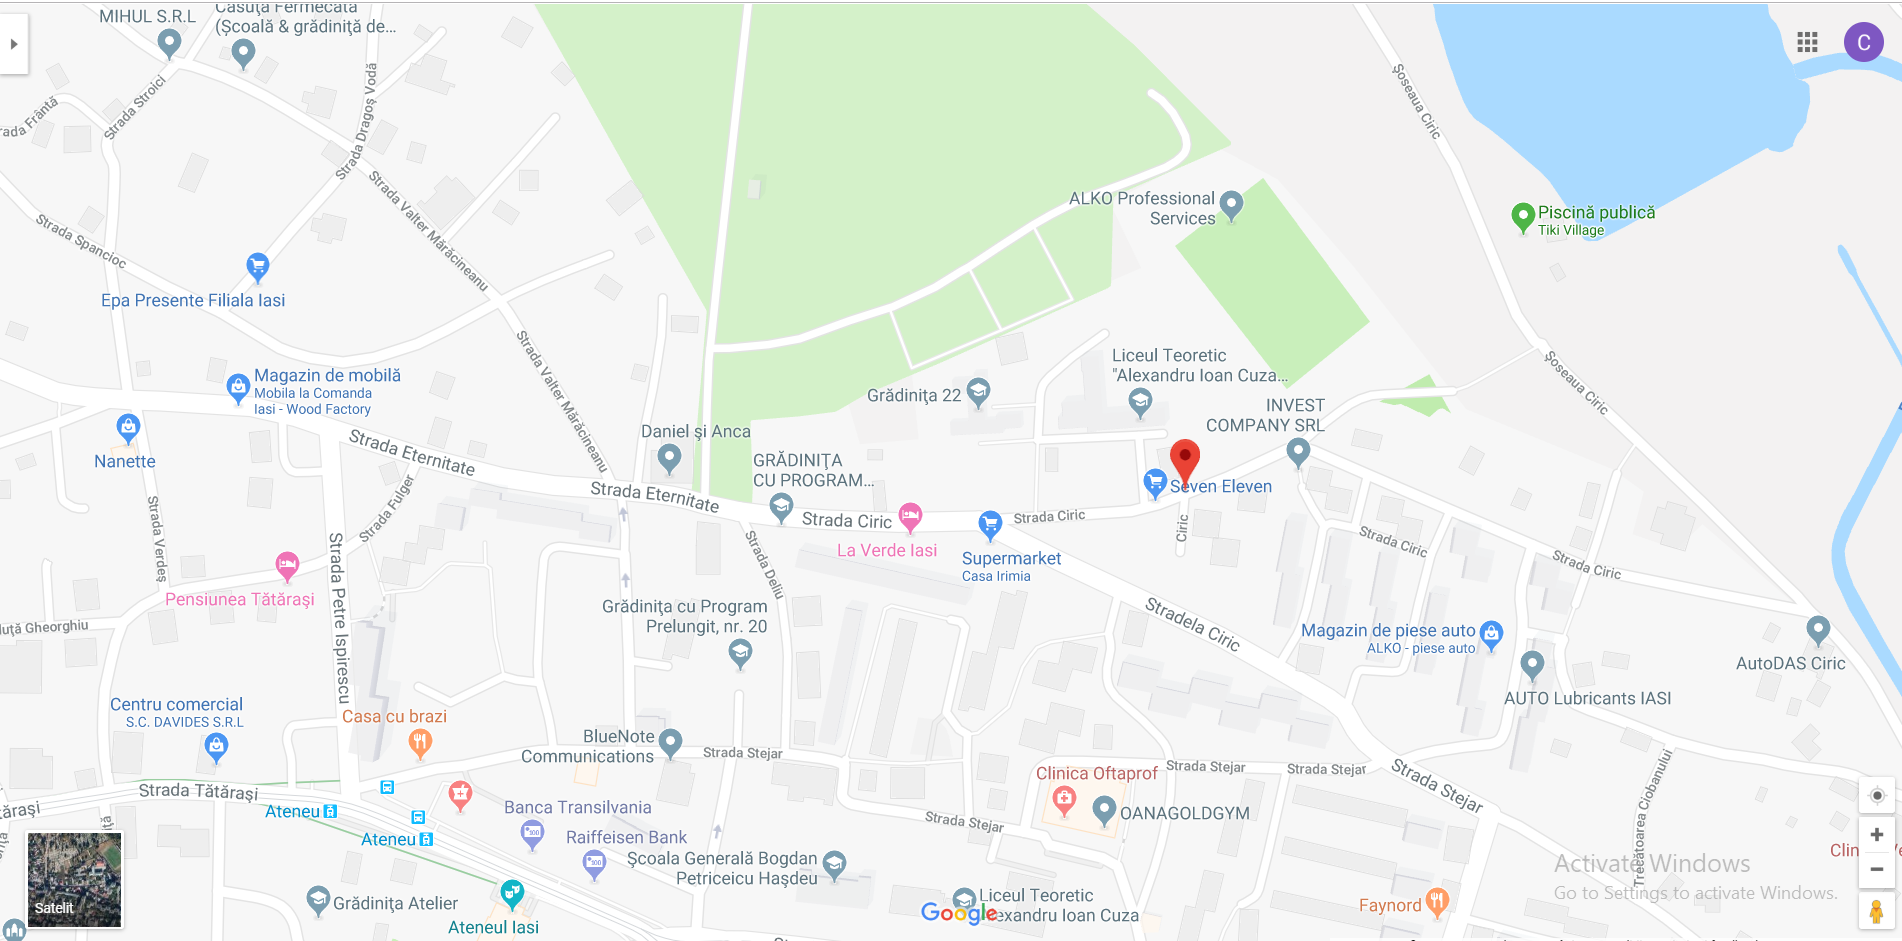 MIHUL S.R.L
Căsuța Fermecată
(Școală & grădiniță de…
C
Strada Stroici
Strada Dragoș Vodă
Șoseaua Ciric
rada Frântă
Strada Valter Mărăcineanu
Strada Spancioc
ALKO Professional
Services
Piscină publică
Tiki Village
Epa Presente Filiala Iasi
Magazin de mobilă
Mobila la Comanda
Iasi - Wood Factory
Strada Valter Mărăcineanu
Liceul Teoretic
"Alexandru Ioan Cuza…
Șoseaua Ciric
Grădinița 22
INVEST
COMPANY SRL
Nanette
Strada Eternitate
Daniel și Anca
GRĂDINIȚA
CU PROGRAM…
Strada Eternitate
Strada Ciric
Strada Ciric
Seven Eleven
Ciric
Strada Fulger
Strada Verdeș
Strada Petre Ispirescu
Strada Deliu
La Verde Iasi
Supermarket
Casa Irimia
Strada Ciric
Strada Ciric
Pensiunea Tătărași
luță Gheorghiu
Grădinița cu Program
Prelungit, nr. 20
Stradela Ciric
Magazin de piese auto
ALKO - piese auto
AutoDAS Ciric
AUTO Lubricants IASI
Centru comercial
S.C. DAVIDES S.R.L
Casa cu brazi
BlueNote
Communications
Strada Stejar
Strada Stejar
Strada Stejar
Strada Stejar
Clinica Oftaprof
OANAGOLDGYM
Strada Stejar
Trecătoarea Ciobanului
Strada Tătărași
tărași
Ateneu
Ateneu
Banca Transilvania
Raiffeisen Bank
Școala Generală Bogdan
Petriceicu Hașdeu
Satelit
Grădinița Atelier
Ateneul Iasi
Liceul Teoretic
Alexandru Ioan Cuza
Google
Faynord
Activate Windows
Go to Settings to activate Windows.